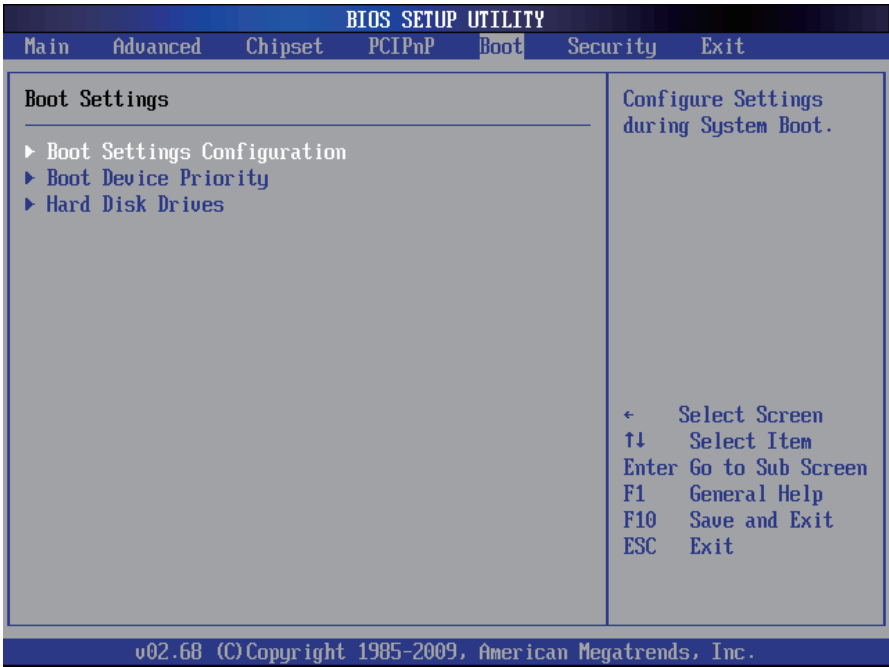 BIOS SETUP UTILITY
Main Advanced Chipset PCIPnP Boot Security Exit
Boot Settings
▶ Boot Settings Configuration
▶ Boot Device Priority
▶ Hard Disk Drives
Configure Settings
during System Boot.
← Select Screen
↑↓ Select Item
Enter Go to Sub Screen
F1 General Help
F10 Save and Exit
ESC Exit
v02.68 (C)Copyright 1985-2009, American Megatrends, Inc.